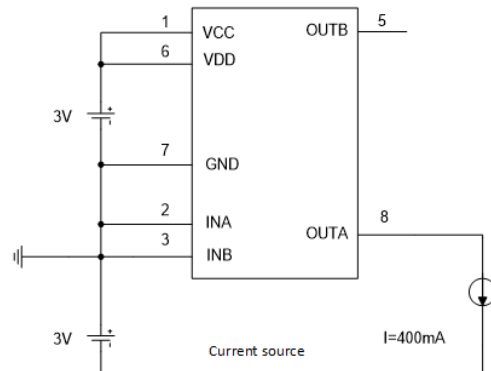 1 VCC OUTB 5
6 VDD
3V + -
7 GND
2 INA
OUTA 8
3 INB
3V + -
Current source I=400mA